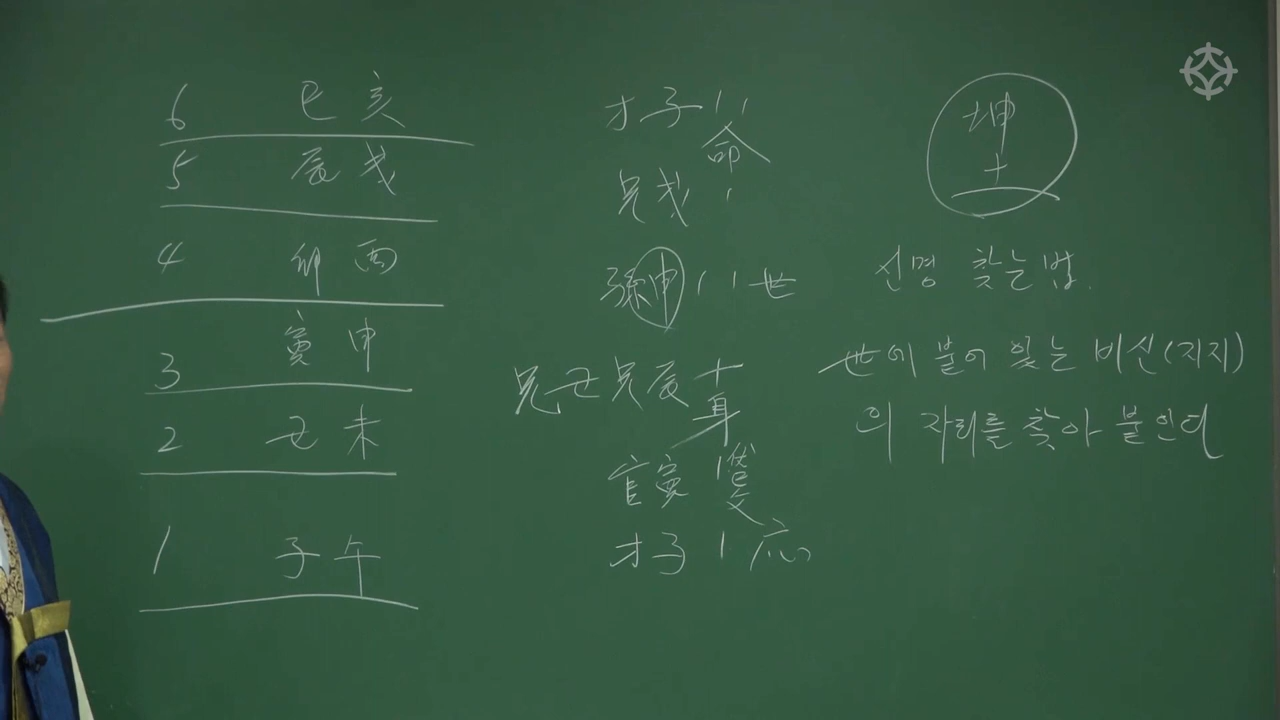 6 巳 亥
5 辰 戌
4 卯 酉
3 寅 申
2 丑 未
1 子 午
才子 〃 命
兄戌 ′
孫申 〃 世
兄丑兄辰 身
官寅
才子 ′ 応
坤
土
신명 찾는법.
世에 붙어 있는 비신(지지)
의 자리를 찾아 붙인다